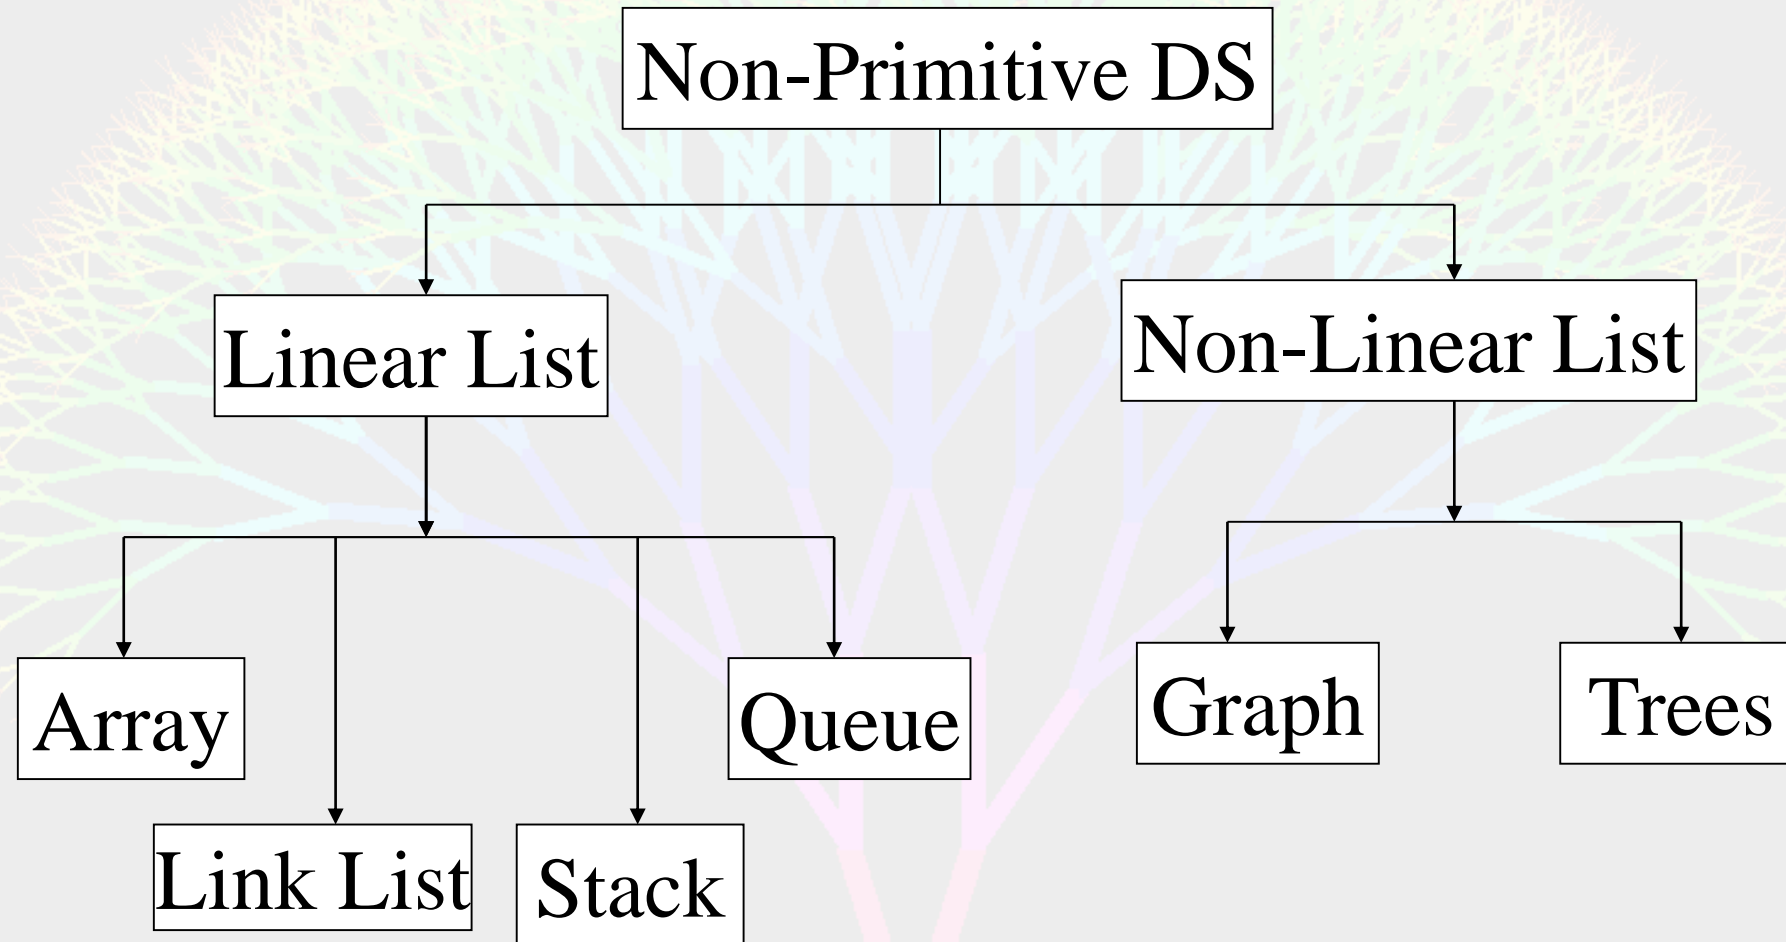 Non-Primitive DS
Linear List
Non-Linear List
Array
Queue
Graph
Trees
Link List
Stack